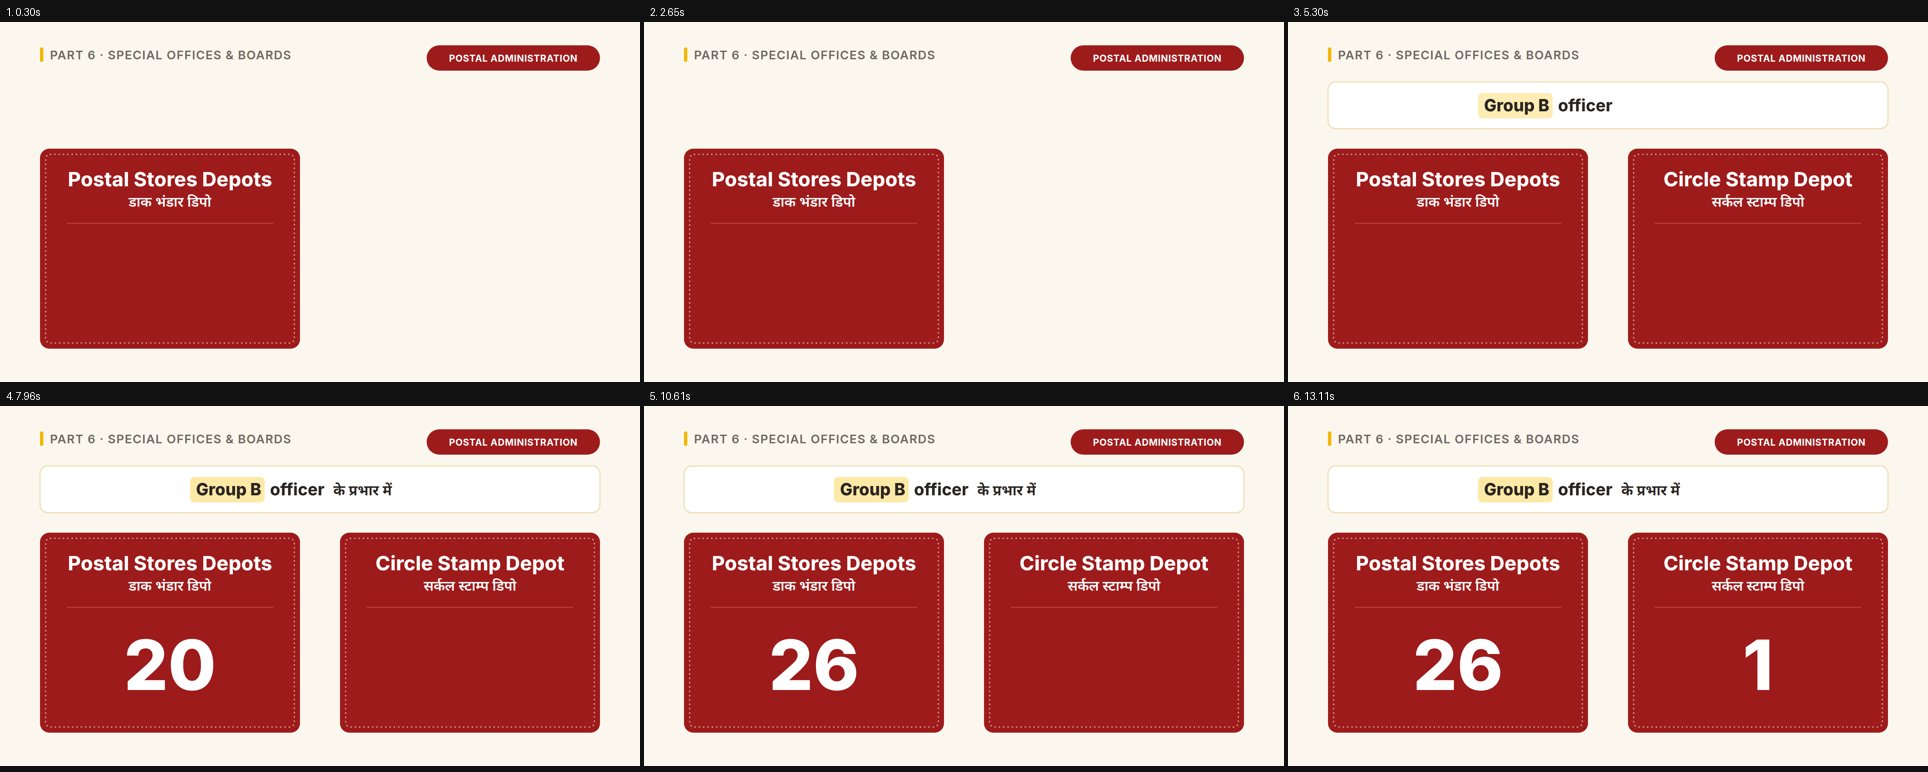 1. 0.30s
PART 6 · SPECIAL OFFICES & BOARDS
POSTAL ADMINISTRATION
Postal Stores Depots
डाक भंडार डिपो
2. 2.65s
PART 6 · SPECIAL OFFICES & BOARDS
POSTAL ADMINISTRATION
Postal Stores Depots
डाक भंडार डिपो
3. 5.30s
PART 6 · SPECIAL OFFICES & BOARDS
POSTAL ADMINISTRATION
Group B officer
Postal Stores Depots
डाक भंडार डिपो
Circle Stamp Depot
सर्कल स्टाम्प डिपो
4. 7.96s
PART 6 · SPECIAL OFFICES & BOARDS
POSTAL ADMINISTRATION
Group B officer के प्रभार में
Postal Stores Depots
डाक भंडार डिपो
20
Circle Stamp Depot
सर्कल स्टाम्प डिपो
5. 10.61s
PART 6 · SPECIAL OFFICES & BOARDS
POSTAL ADMINISTRATION
Group B officer के प्रभार में
Postal Stores Depots
डाक भंडार डिपो
26
Circle Stamp Depot
सर्कल स्टाम्प डिपो
6. 13.11s
PART 6 · SPECIAL OFFICES & BOARDS
POSTAL ADMINISTRATION
Group B officer के प्रभार में
Postal Stores Depots
डाक भंडार डिपो
26
Circle Stamp Depot
सर्कल स्टाम्प डिपो
1